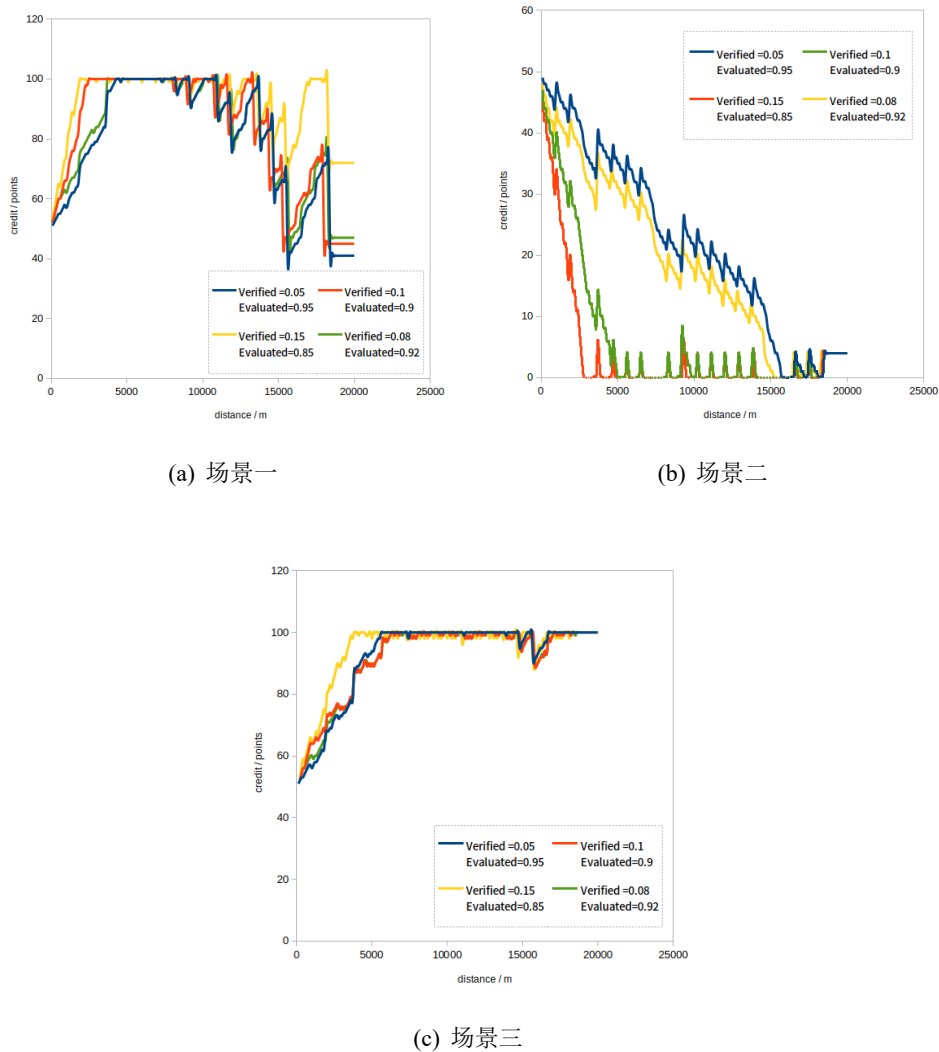 120
100
80
60
40
20
0
credit / points
0 5000 10000 15000 20000 25000
distance / m
Verified =0.05 Verified =0.1
Evaluated=0.95 Evaluated=0.9
Verified =0.15 Verified =0.08
Evaluated=0.85 Evaluated=0.92
(a) 场景一
60
50
40
30
20
10
0
credit / points
0 5000 10000 15000 20000 25000
distance / m
Verified =0.05 Verified =0.1
Evaluated=0.95 Evaluated=0.9
Verified =0.15 Verified =0.08
Evaluated=0.85 Evaluated=0.92
(b) 场景二
120
100
80
60
40
20
0
credit / points
0 5000 10000 15000 20000 25000
distance / m
Verified =0.05 Verified =0.1
Evaluated=0.95 Evaluated=0.9
Verified =0.15 Verified =0.08
Evaluated=0.85 Evaluated=0.92
(c) 场景三